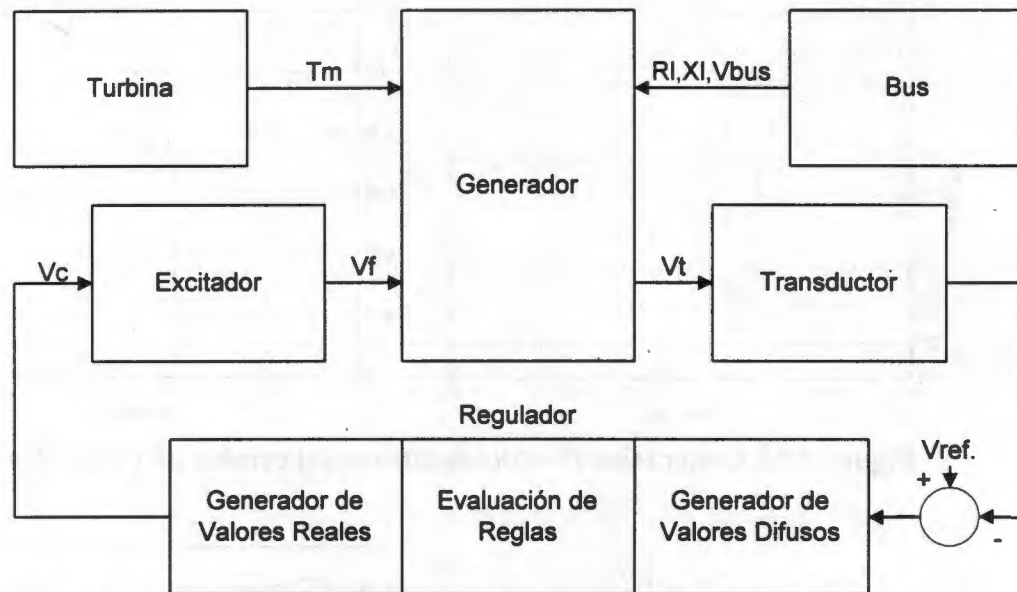 Turbina
Tm
RI,XI,Vbus
Bus
Generador
Vc
Excitador
Vf
Vt
Transductor
Regulador
Vref.
+
Generador de
Valores Reales
Evaluación de
Reglas
Generador de
Valores Difusos
-